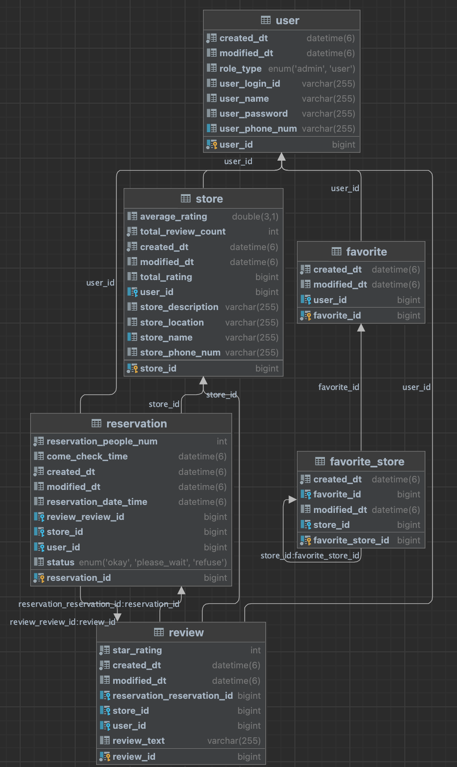 user
created_dt datetime(6)
modified_dt datetime(6)
role_type enum('admin', 'user')
user_login_id varchar(255)
user_name varchar(255)
user_password varchar(255)
user_phone_num varchar(255)
user_id bigint
user_id
user_id
store
average_rating double(3,1)
total_review_count int
created_dt datetime(6)
modified_dt datetime(6)
total_rating bigint
user_id bigint
store_description varchar(255)
store_location varchar(255)
store_name varchar(255)
store_phone_num varchar(255)
store_id bigint
favorite
created_dt datetime(6)
modified_dt datetime(6)
user_id bigint
favorite_id bigint
user_id
favorite_id
user_id
store_id
store_id
reservation
reservation_people_num int
come_check_time datetime(6)
created_dt datetime(6)
modified_dt datetime(6)
reservation_date_time datetime(6)
review_review_id bigint
store_id bigint
user_id bigint
status enum('okay', 'please_wait', 'refuse')
reservation_id bigint
favorite_store
created_dt datetime(6)
favorite_id bigint
modified_dt datetime(6)
store_id bigint
favorite_store_id bigint
store_id:favorite_store_id
reservation_reservation_id:reservation_id
review_review_id:review_id
review
star_rating int
created_dt datetime(6)
modified_dt datetime(6)
reservation_reservation_id bigint
store_id bigint
user_id bigint
review_text varchar(255)
review_id bigint